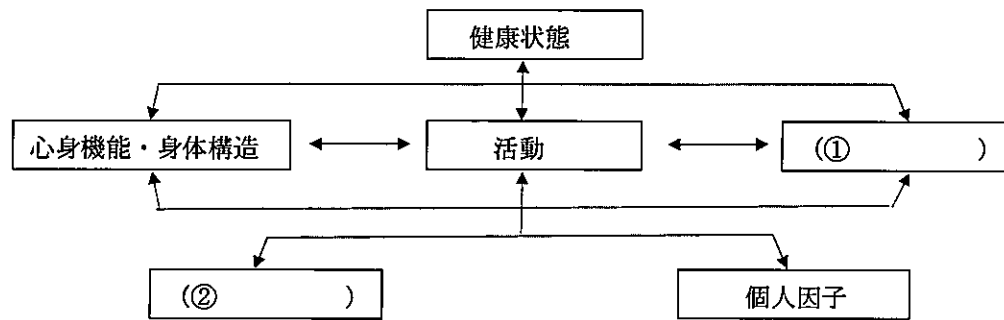 健康状態
心身機能・身体構造
活動
(①　　　　　)
(②　　　　　)
個人因子